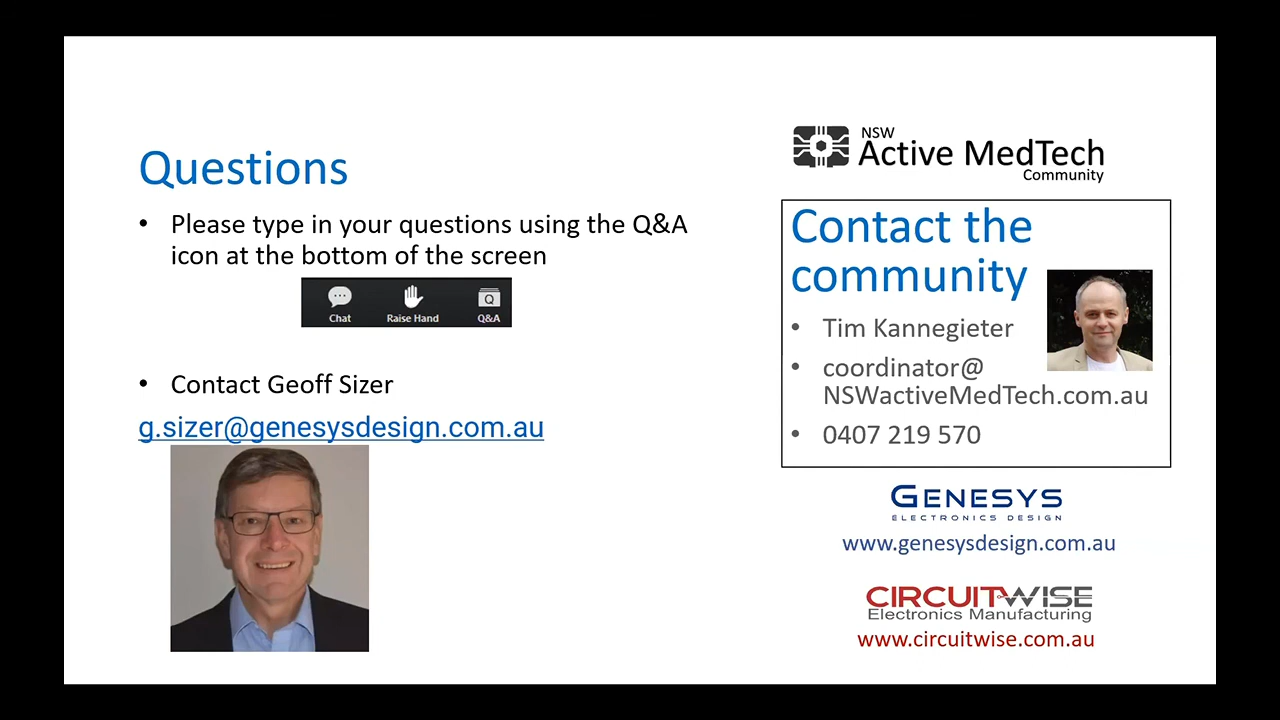 Questions
• Please type in your questions using the Q&A
icon at the bottom of the screen
Chat
Raise Hand
Q&A
• Contact Geoff Sizer
g.sizer@genesysdesign.com.au
NSW
Active MedTech
Community
Contact the
community
• Tim Kannegieter
• coordinator@
NSWactiveMedTech.com.au
• 0407 219 570
GENESYS
ELECTRONICS DESIGN
www.genesysdesign.com.au
CIRCUITWISE
Electronics Manufacturing
www.circuitwise.com.au